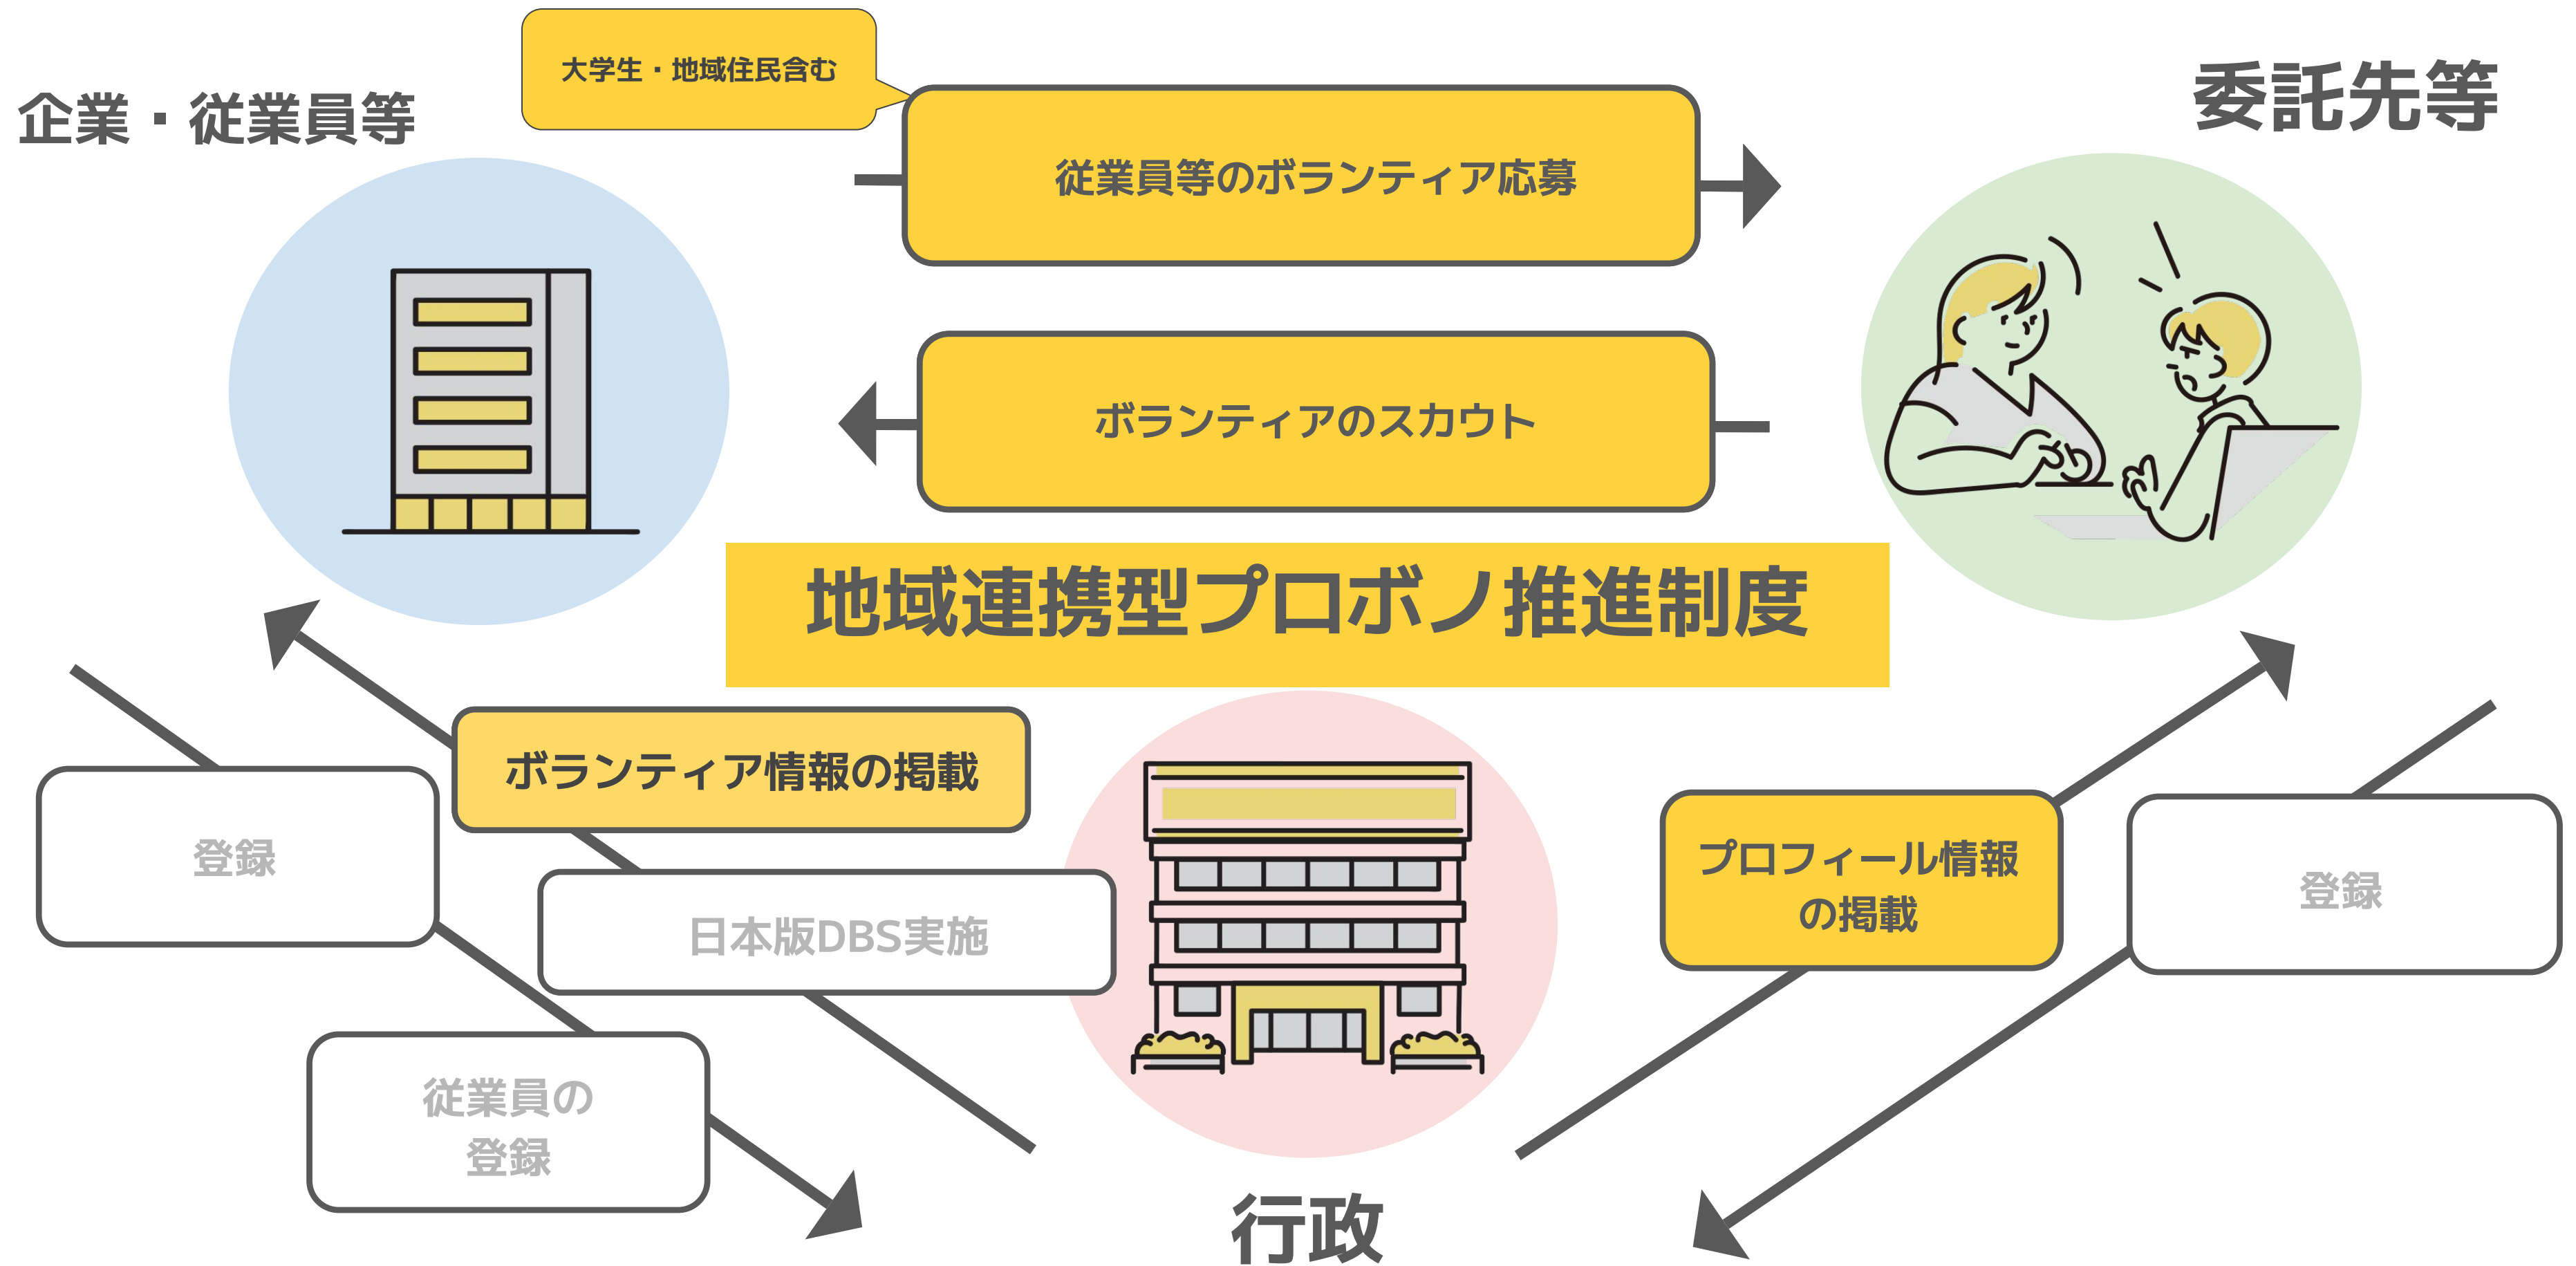 大学生・地域住民含む
企業・従業員等
委託先等
従業員等のボランティア応募
ボランティアのスカウト
地域連携型プロボノ推進制度
ボランティア情報の掲載
登録
日本版DBS実施
プロフィール情報
の掲載
登録
従業員の
登録
行政